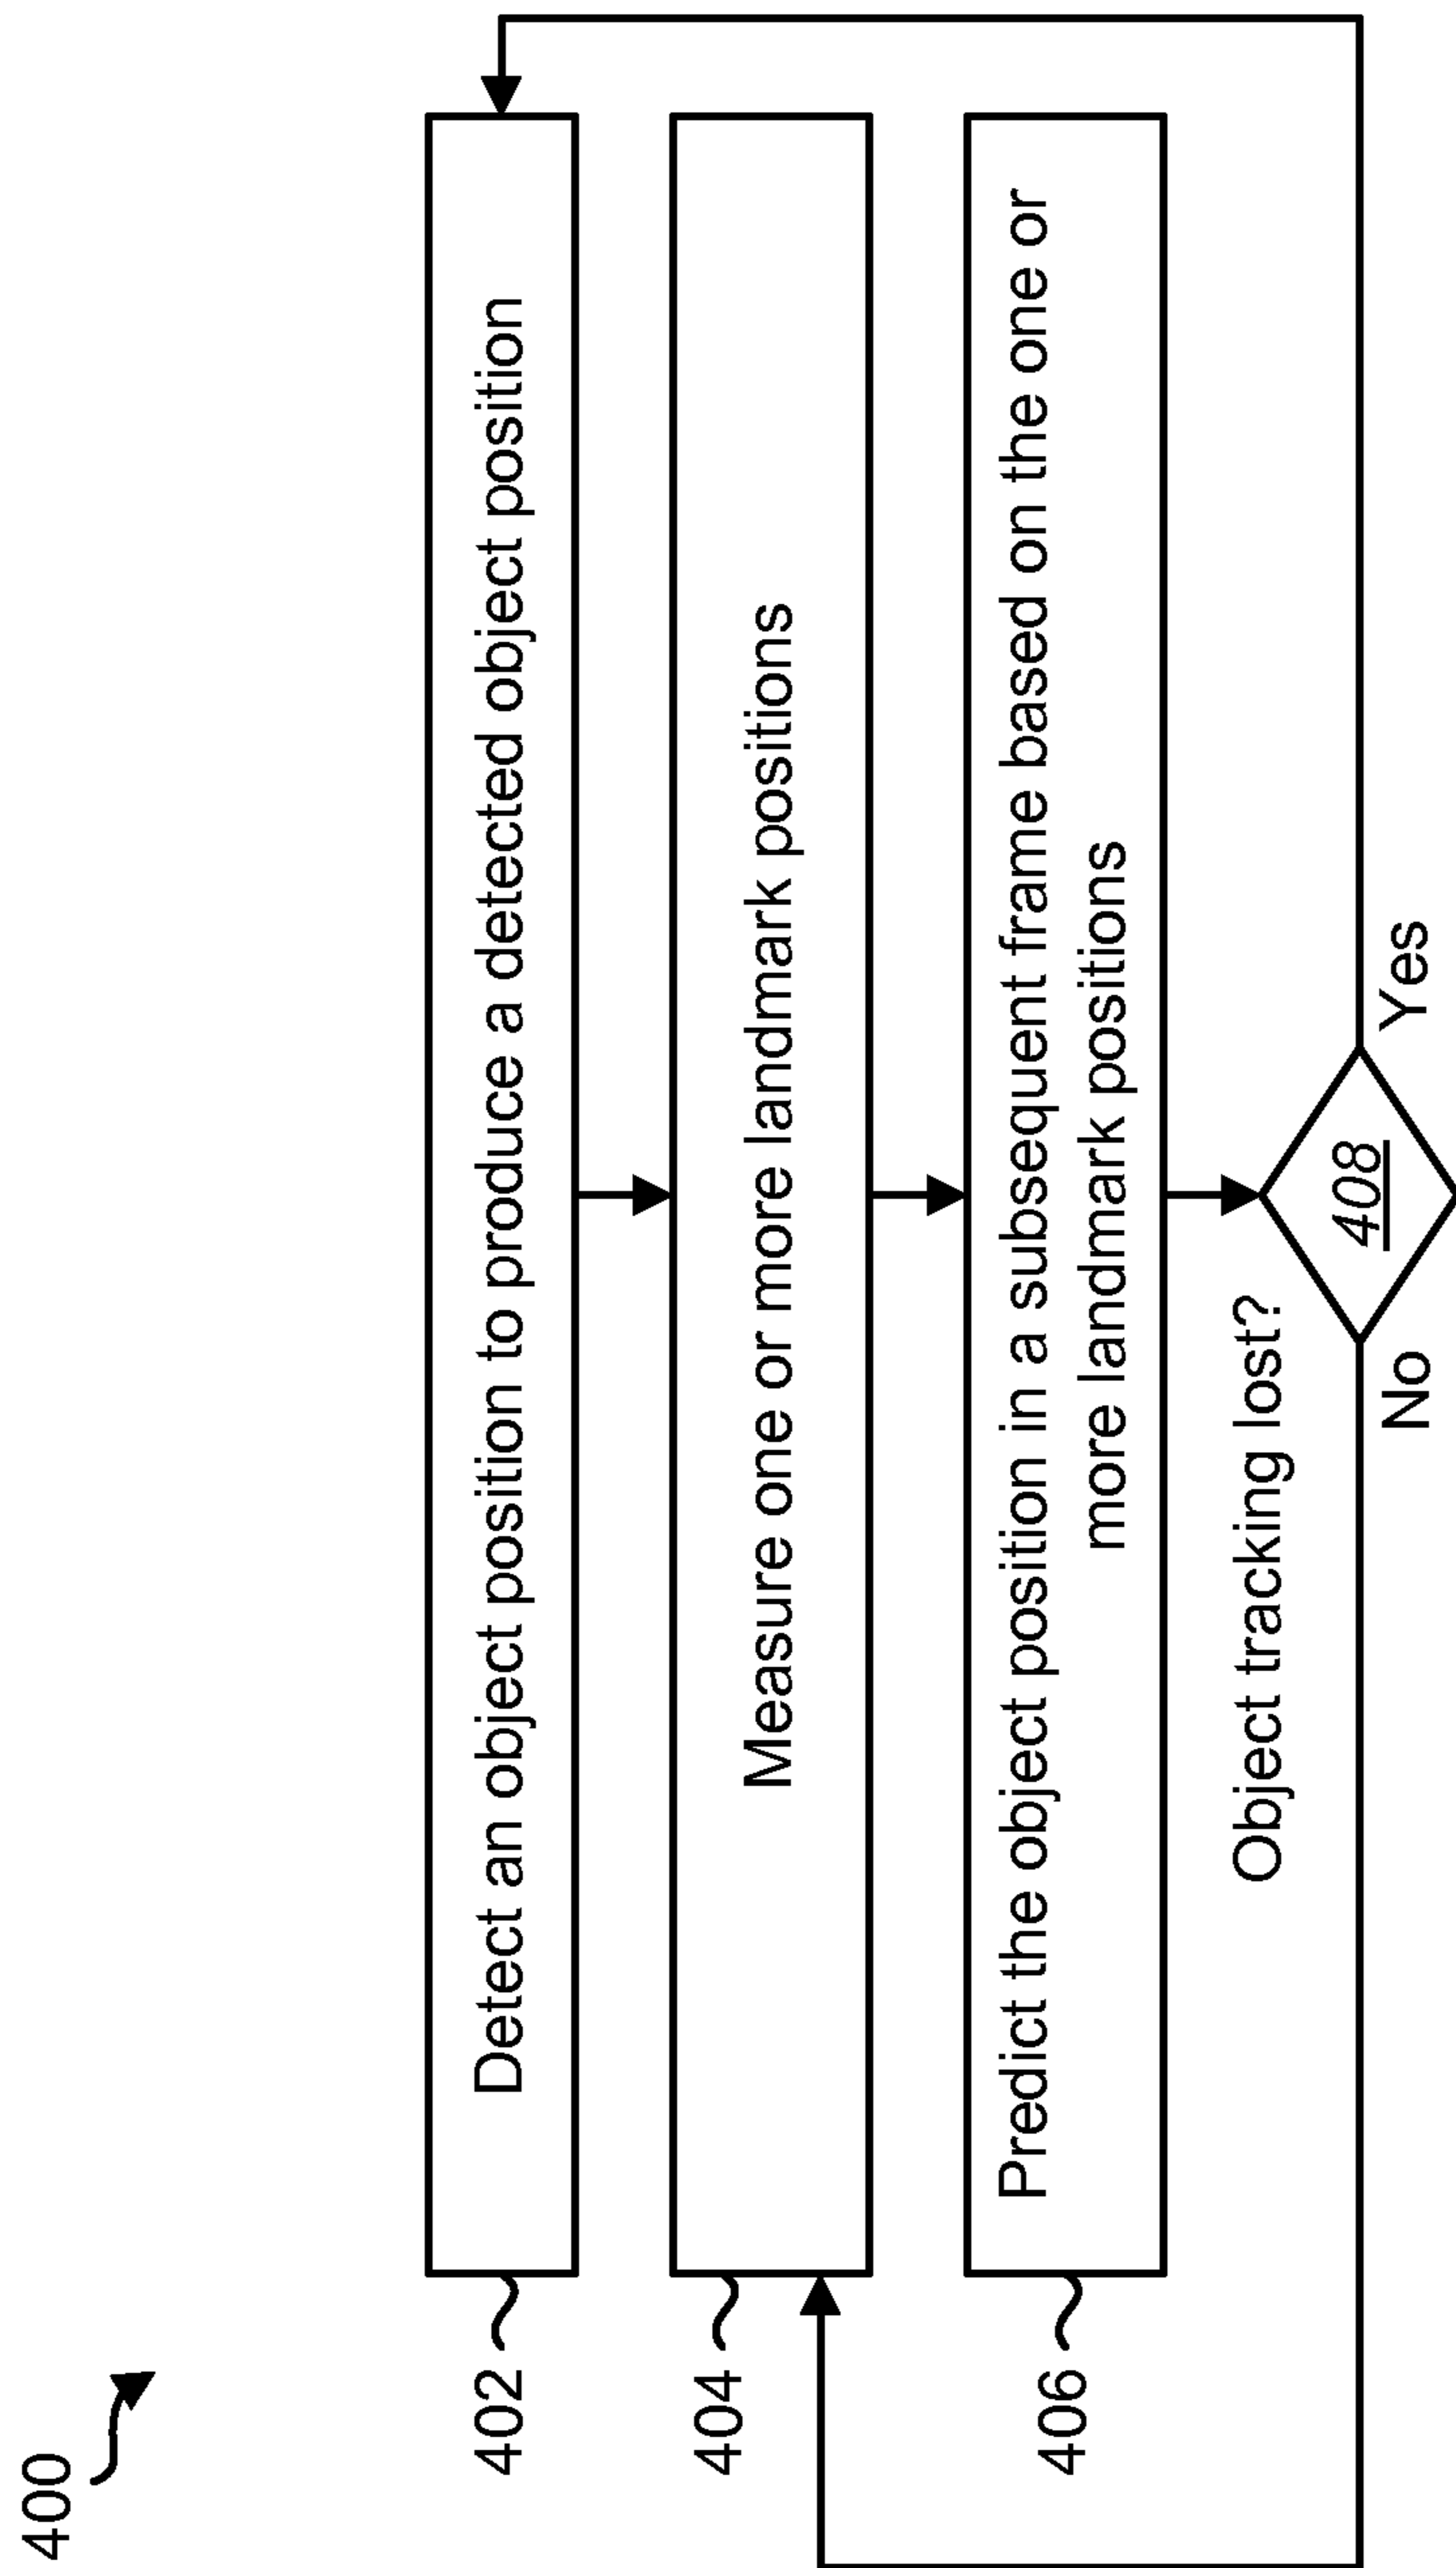 400
402
Detect an object position to produce a detected object position
404
Measure one or more landmark positions
406
Predict the object position in a subsequent frame based on the one or
more landmark positions
Object tracking lost?
408
No
Yes